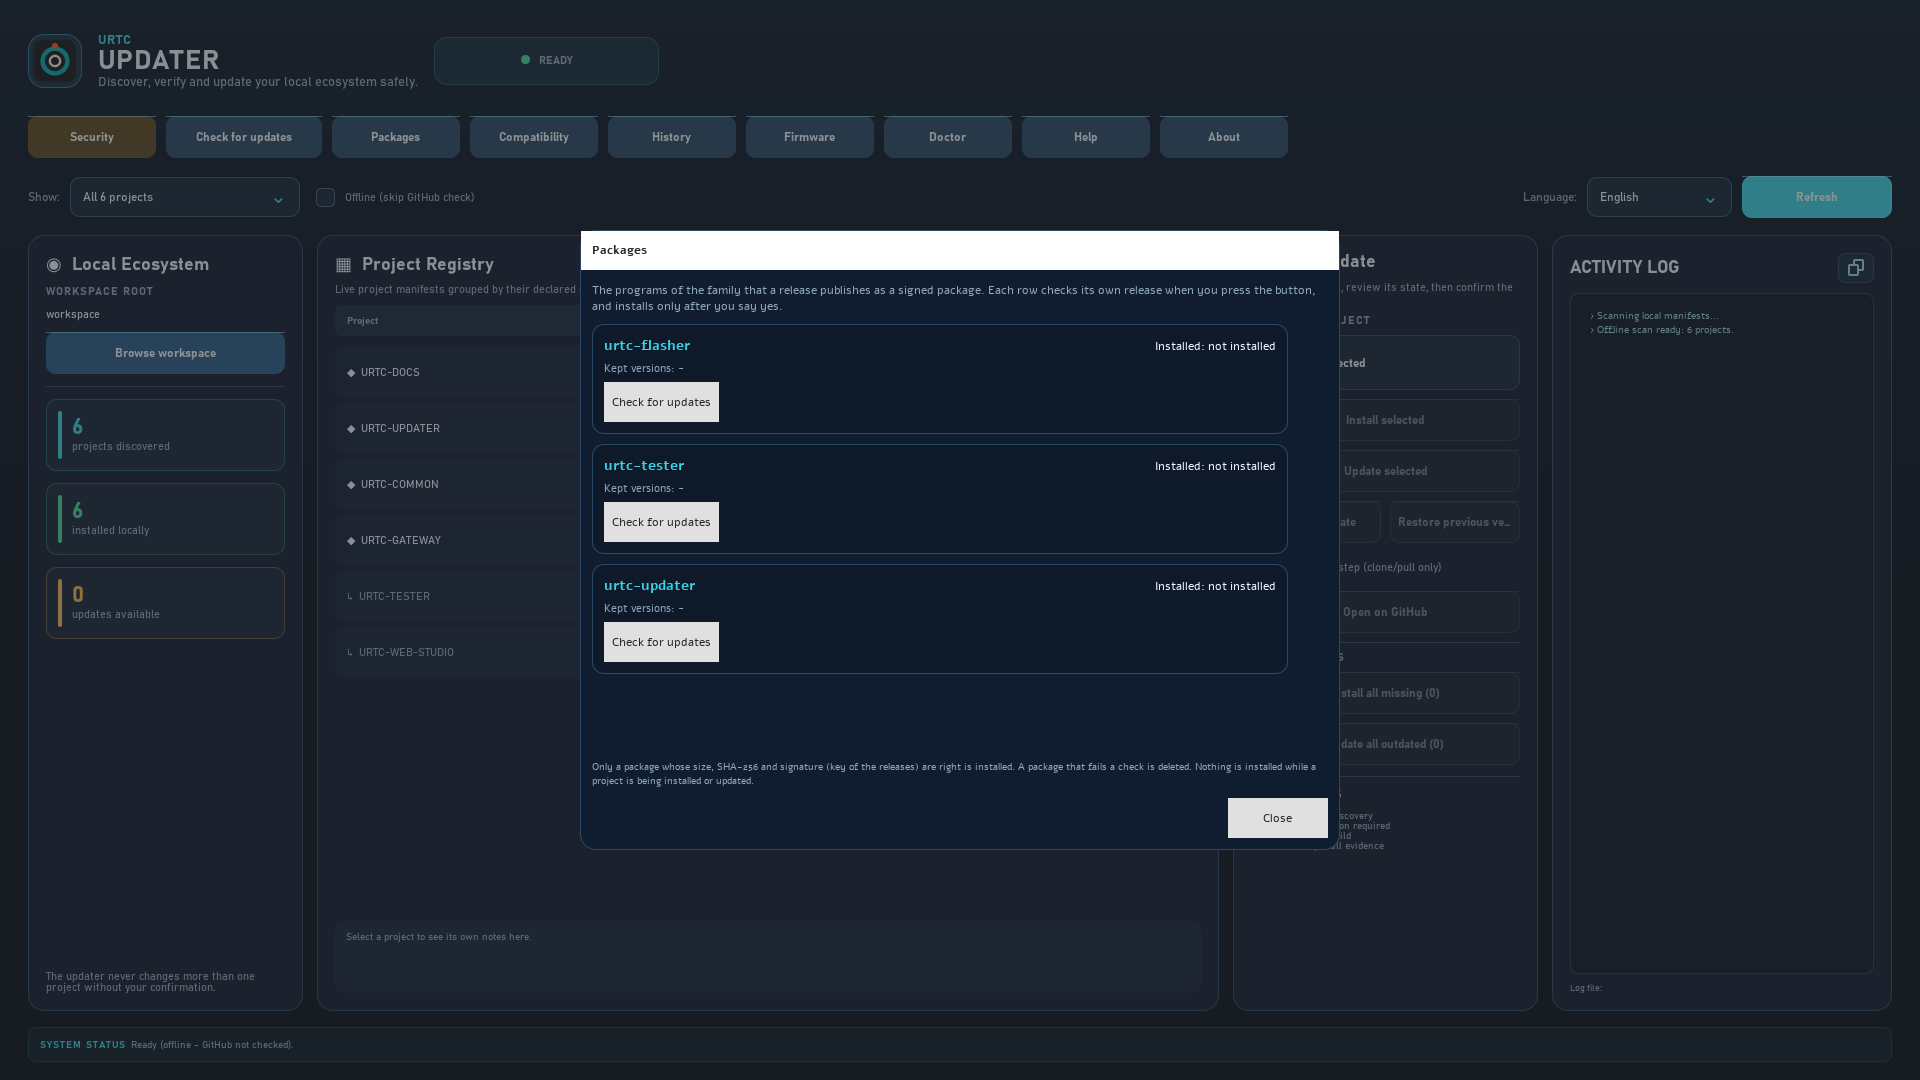 URTC
UPDATER
Discover, verify and update your local ecosystem safely.
READY
Security
Check for updates
Packages
Compatibility
History
Firmware
Doctor
Help
About
Show:
All 6 projects
Offline (skip GitHub check)
Language:
English
Refresh
Local Ecosystem
WORKSPACE ROOT
workspace
Browse workspace
6
projects discovered
6
installed locally
0
updates available
The updater never changes more than one
project without your confirmation.
Project Registry
Live project manifests grouped by their declared
Project
◆ URTC-DOCS
◆ URTC-UPDATER
◆ URTC-COMMON
◆ URTC-GATEWAY
↳ URTC-TESTER
↳ URTC-WEB-STUDIO
Select a project to see its own notes here.
Packages
The programs of the family that a release publishes as a signed package. Each row checks its own release when you press the button,
and installs only after you say yes.
urtc-flasher
Installed: not installed
Kept versions: -
Check for updates
urtc-tester
Installed: not installed
Kept versions: -
Check for updates
urtc-updater
Installed: not installed
Kept versions: -
Check for updates
Only a package whose size, SHA-256 and signature (key of the releases) are right is installed. A package that fails a check is deleted. Nothing is installed while a
project is being installed or updated.
Close
, review its state, then confirm the
Install selected
Update selected
Restore previous ve...
step (clone/pull only)
Open on GitHub
all missing (0)
all outdated (0)
required
evidence
ACTIVITY LOG
› Scanning local manifests...
› Offline scan ready: 6 projects.
Log file:
SYSTEM STATUS Ready (offline - GitHub not checked).